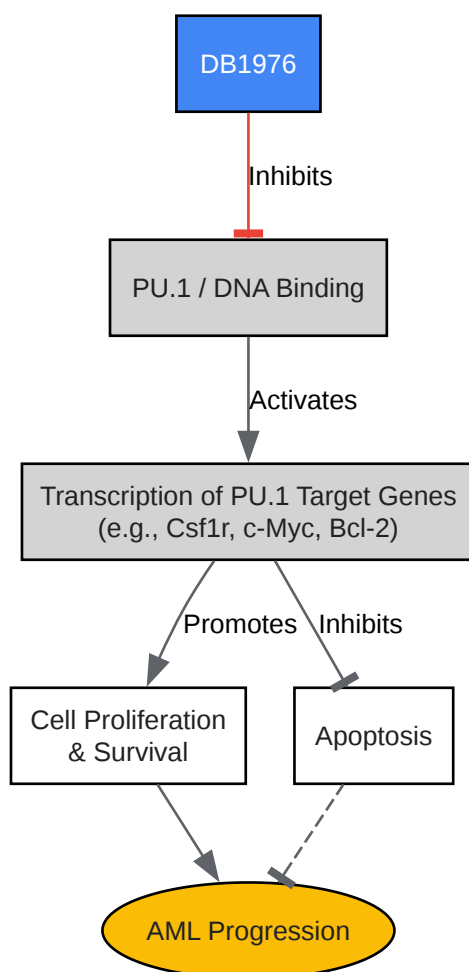 DB1976
Inhibits
PU.1 / DNA Binding
Activates
Transcription of PU.1 Target Genes
(e.g., Csf1r, c-Myc, Bcl-2)
Promotes
Inhibits
Cell Proliferation
& Survival
Apoptosis
AML Progression